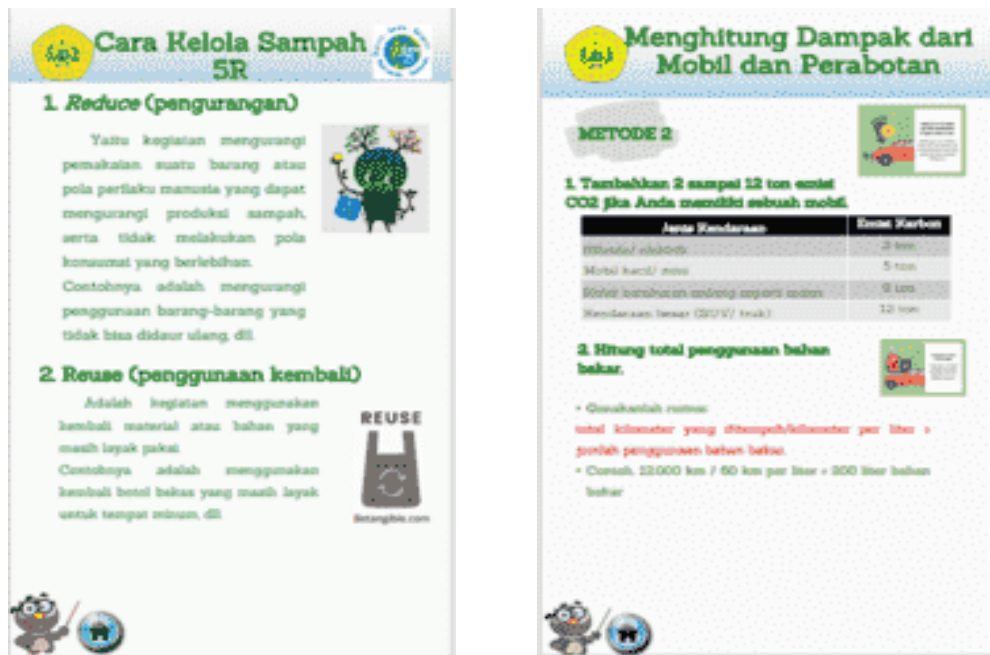 Cara Kelola Sampah
5R
1. Reduce (pengurangan)
Yaitu kegiatan mengurangi
pemakaian suatu barang atau
pola perilaku manusia yang dapat
mengurangi produksi sampah,
serta tidak melakukan pola
konsumsi yang berlebihan.
Contohnya adalah mengurangi
penggunaan barang-barang yang
tidak bisa didaur ulang, dll.
2. Reuse (penggunaan kembali)
Adalah kegiatan menggunakan
kembali material atau bahan yang
masih layak pakai.
Contohnya adalah menggunakan
kembali botol bekas yang masih layak
untuk tempat minum, dll
REUSE
Bintangible.com
Menghitung Dampak dari
Mobil dan Perabotan
METODE 2
1. Tambahkan 2 sampai 12 ton emisi
CO2 jika Anda memiliki sebuah mobil.
Jenis Kendaraan Emisi Karbon
5 ton
Mobil kecil/
Kendaraan besar (SUV/ truk) 12 ton
2. Hitung total penggunaan bahan
bakar.
• Gunakanlah rumus:
total kilometer yang ditempuh/kilometer per liter =
jumlah penggunaan bahan bakar.
• Contoh, 12.000 km / 60 km per liter = 200 liter bahan
bakar